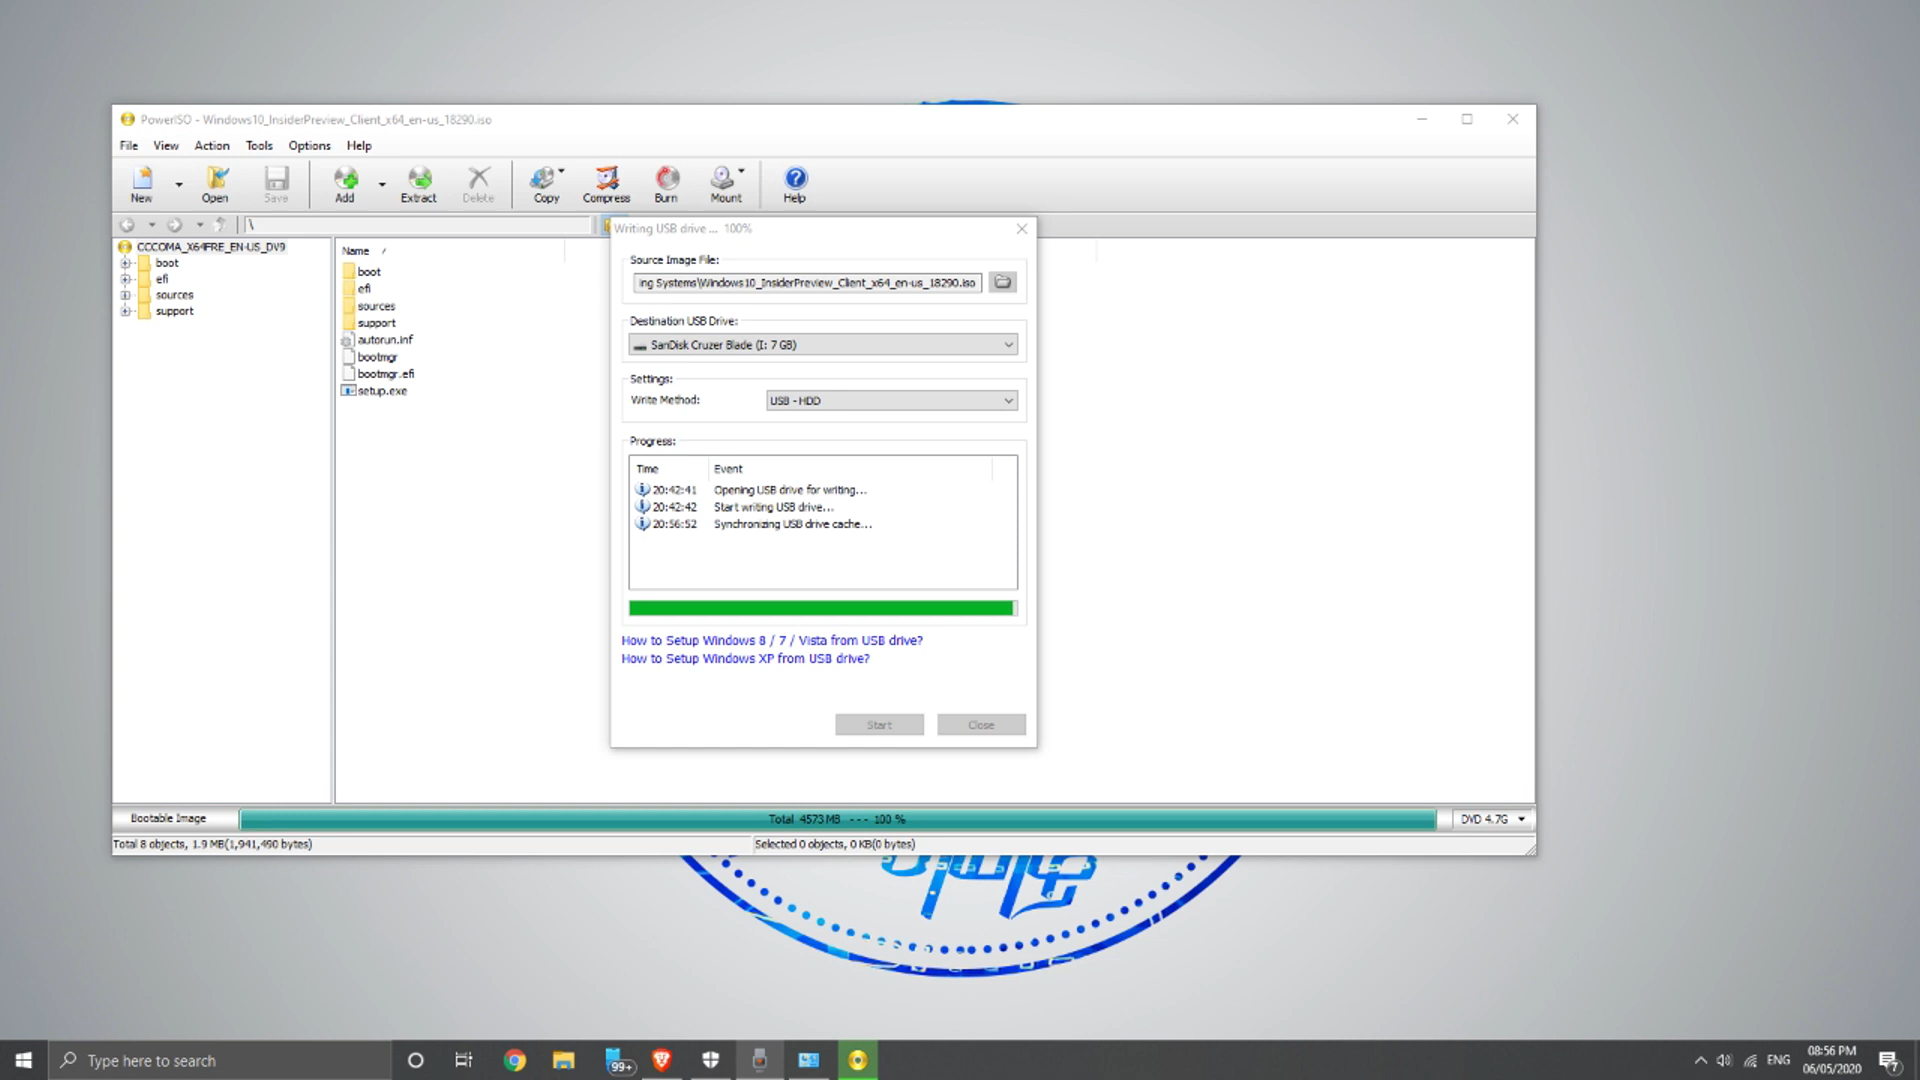 PowerISO - Windows10_InsiderPreview_Client_x64_en-us_18290.iso
File View Action Tools Options Help
New Open Save Add Extract Delete Copy Compress Burn Mount Help
\
CCCOMA_X64FRE_EN-US_DV9
boot
efi
sources
support
Name
boot
efi
sources
support
autorun.inf
bootmgr
bootmgr.efi
setup.exe
Writing USB drive ... 100%
Source Image File:
ing Systems\Windows10_InsiderPreview_Client_x64_en-us_18290.iso
Destination USB Drive:
SanDisk Cruzer Blade (I: 7 GB)
Settings:
Write Method: USB - HDD
Progress:
Time Event
20:42:41 Opening USB drive for writing...
20:42:42 Start writing USB drive...
20:56:52 Synchronizing USB drive cache...
How to Setup Windows 8 / 7 / Vista from USB drive?
How to Setup Windows XP from USB drive?
Start Close
Bootable Image Total 4573 MB --- 100 % DVD 4.7G
Total 8 objects, 1.9 MB(1,941,490 bytes) Selected 0 objects, 0 KB(0 bytes)
Type here to search 99+ ENG 08:56 PM
06/05/2020 7